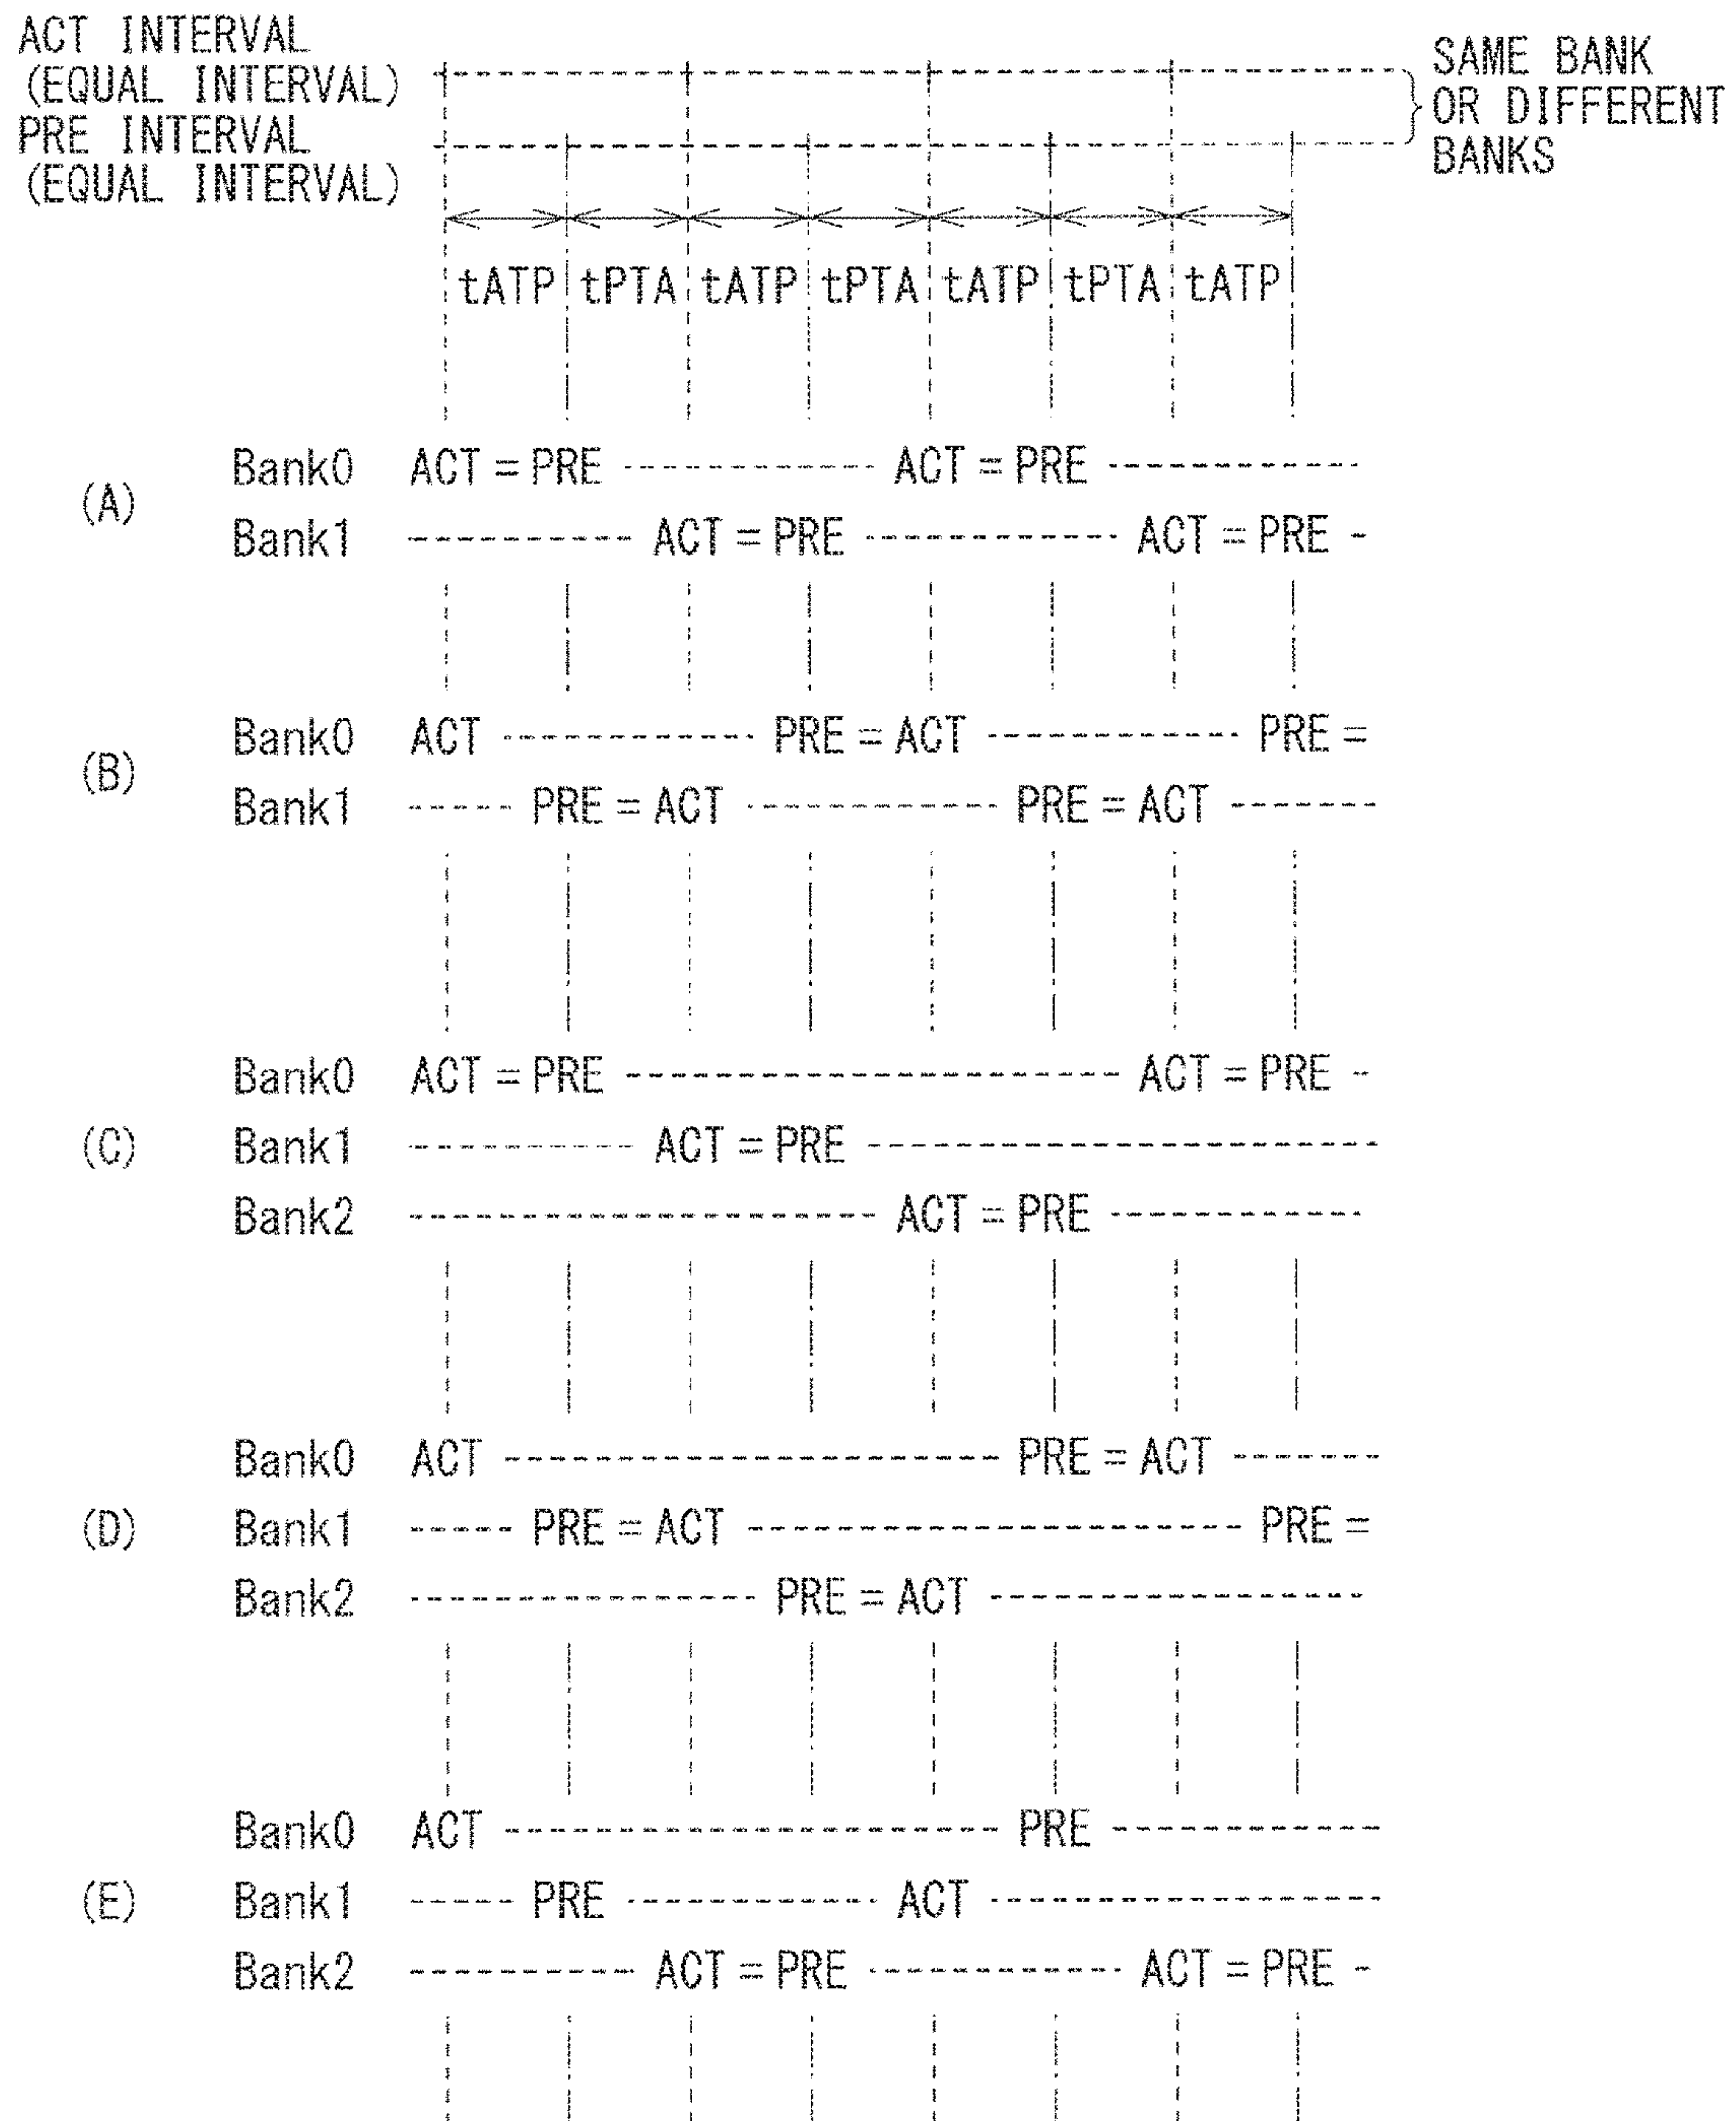 ACT INTERVAL
(EQUAL INTERVAL)
PRE INTERVAL
(EQUAL INTERVAL)
SAME BANK
OR DIFFERENT
BANKS
tATP tPTA tATP tPTA tATP tPTA tATP
(A)
Bank0 ACT = PRE ------------ ACT = PRE ------------
Bank1 ---------- ACT = PRE ------------ ACT = PRE -
(B)
Bank0 ACT ------------ PRE = ACT ------------ PRE =
Bank1 ----- PRE = ACT ------------ PRE = ACT -------
(C)
Bank0 ACT = PRE ------------------------ ACT = PRE -
Bank1 ---------- ACT = PRE ------------------------
Bank2 ---------------------- ACT = PRE ------------
(D)
Bank0 ACT ------------------------ PRE = ACT -------
Bank1 ----- PRE = ACT ------------------------ PRE =
Bank2 ---------------- PRE = ACT ------------------
(E)
Bank0 ACT ------------------------ PRE -------------
Bank1 ----- PRE ------------ ACT -------------------
Bank2 ---------- ACT = PRE ------------ ACT = PRE -